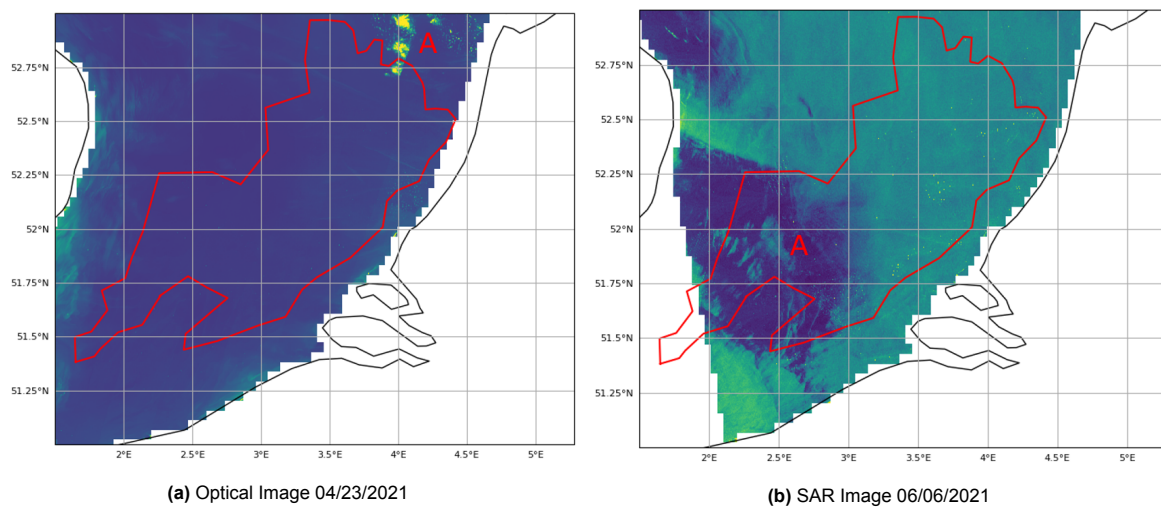 A
52.75°N
52.5°N
52.25°N
52°N
51.75°N
51.5°N
51.25°N
2°E 2.5°E 3°E 3.5°E 4°E 4.5°E 5°E
(a) Optical Image 04/23/2021
A
52.75°N
52.5°N
52.25°N
52°N
51.75°N
51.5°N
51.25°N
2°E 2.5°E 3°E 3.5°E 4°E 4.5°E 5°E
(b) SAR Image 06/06/2021